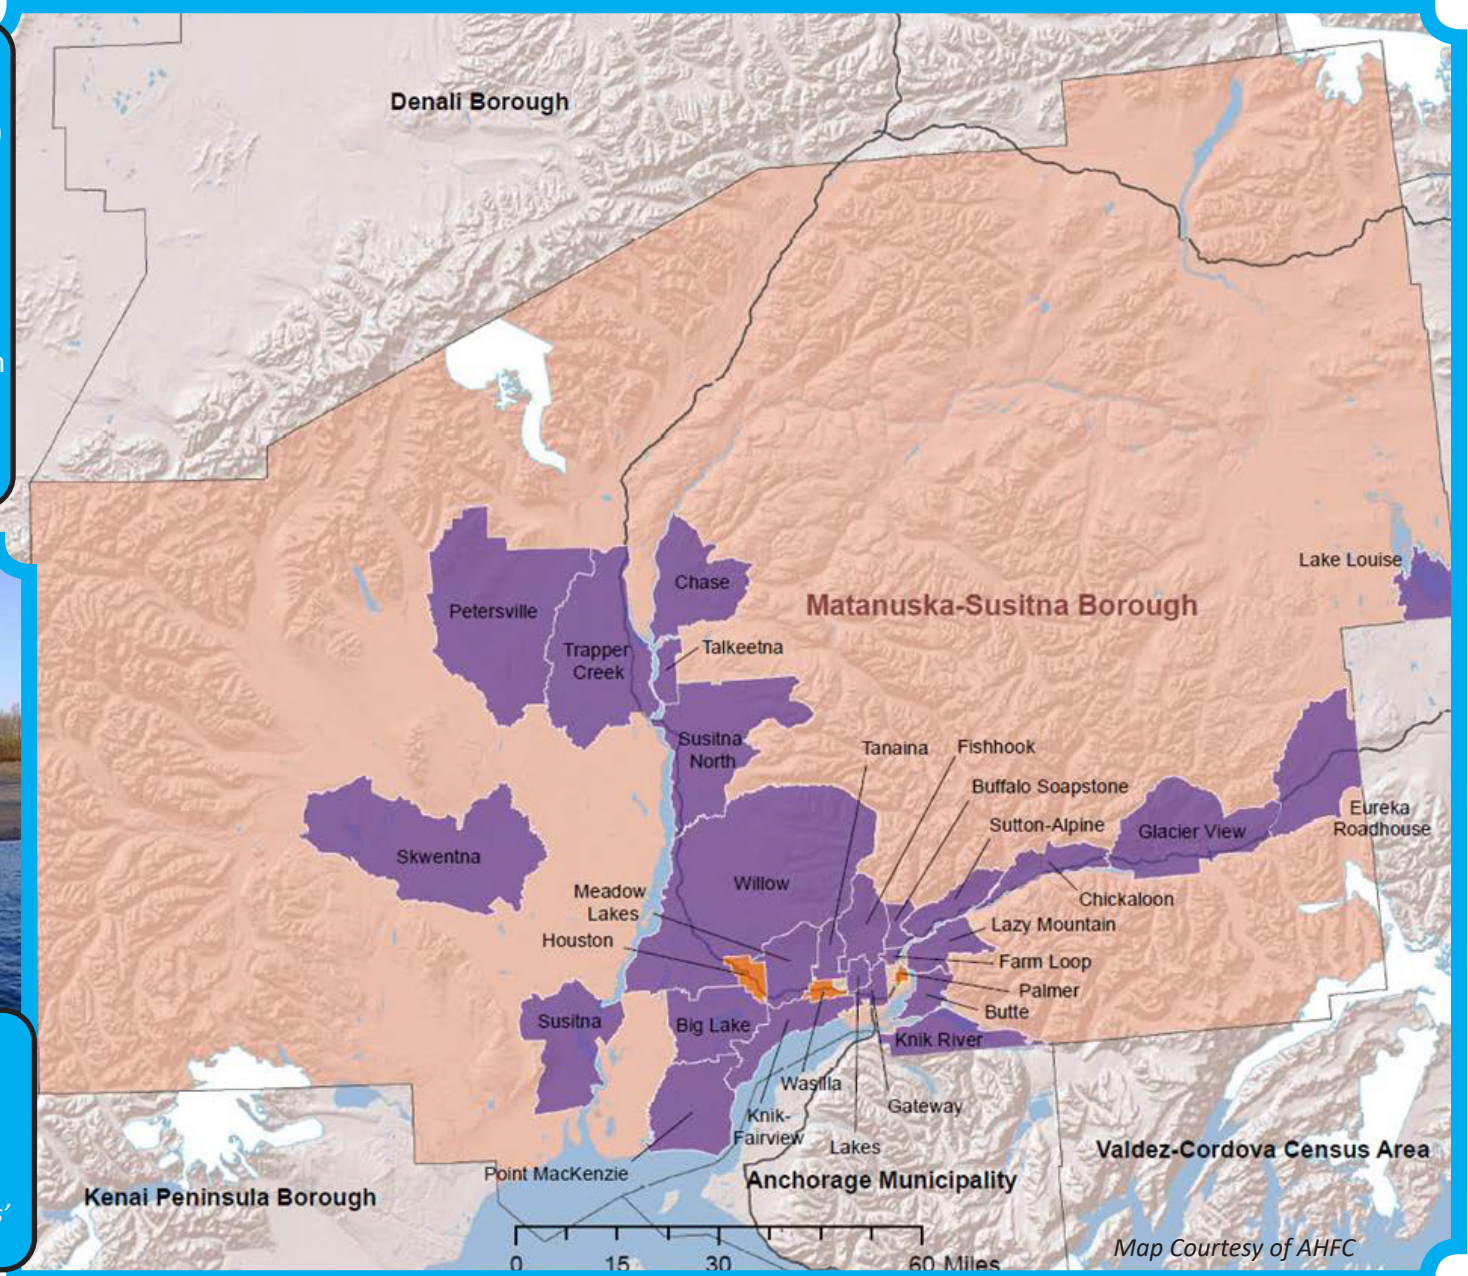 Denali Borough
Lake Louise
Chase
Matanuska-Susitna Borough
Petersville
Talkeetna
Trapper
Creek
Susitna
North
Tanaina
Fishhook
Buffalo Soapstone
Sutton-Alpine
Glacier View
Eureka
Roadhouse
Skwentna
Willow
Meadow
Lakes
Chickaloon
Lazy Mountain
Houston
Farm Loop
Palmer
Butte
Susitna
Big Lake
Knik River
Wasilla
Gateway
Knik-
Fairview
Lakes
Valdez-Cordova Census Area
Point MacKenzie
Anchorage Municipality
Kenai Peninsula Borough
0 15 30 60 Miles
Map Courtesy of AHFC